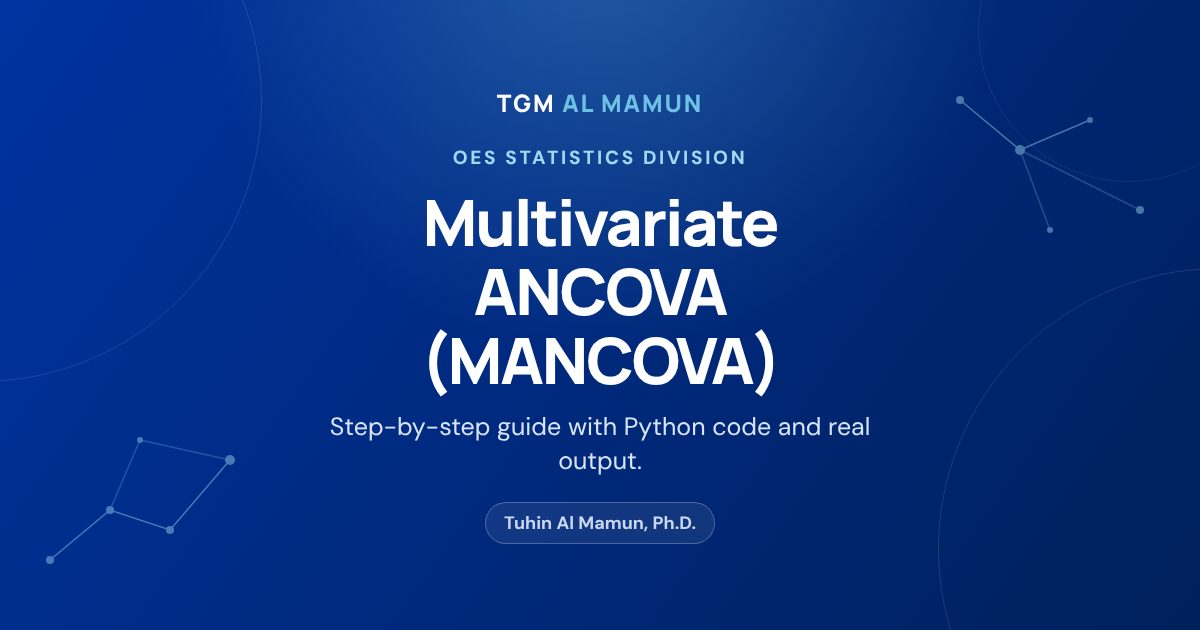 TGM AL MAMUN
OES STATISTICS DIVISION
Multivariate
ANCOVA
(MANCOVA)
Step-by-step guide with Python code and real
output.
Tuhin Al Mamun, Ph.D.